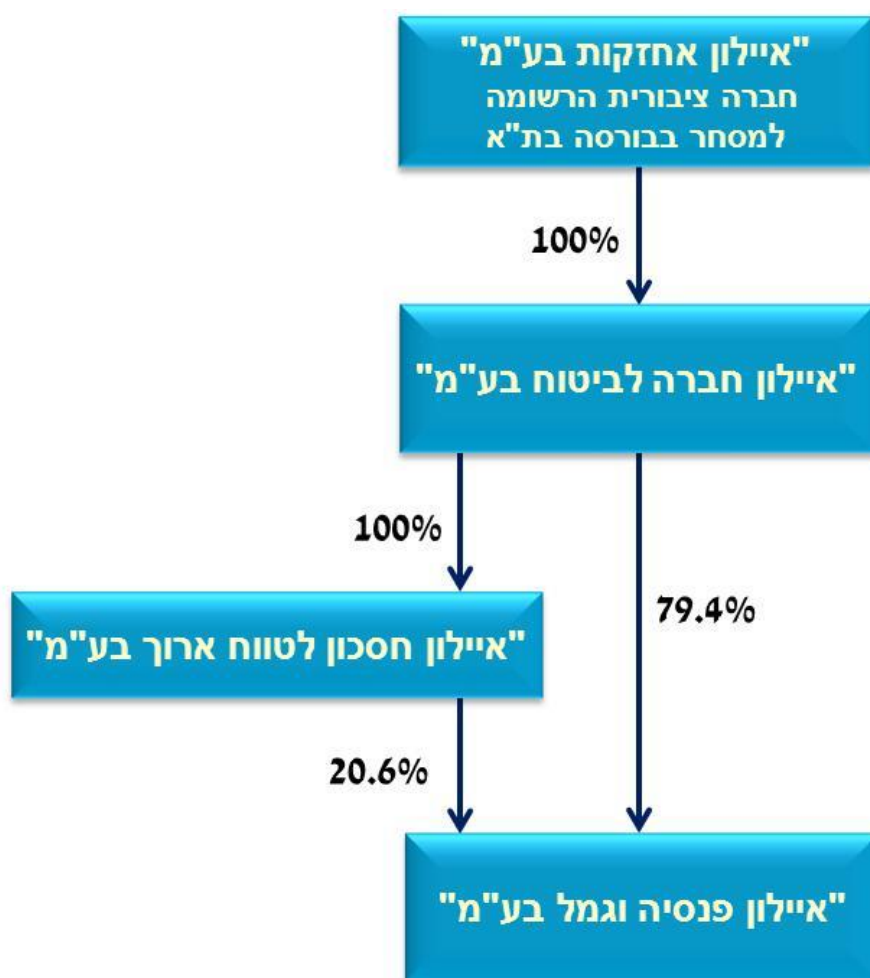 "איילון אחזקות בע"מ"
חברה ציבורית הרשומה
למסחר בבורסה בת"א
100%
"איילון חברה לביטוח בע"מ"
100%
79.4%
"איילון חסכון לטווח ארוך בע"מ"
20.6%
"איילון פנסיה וגמל בע"מ"